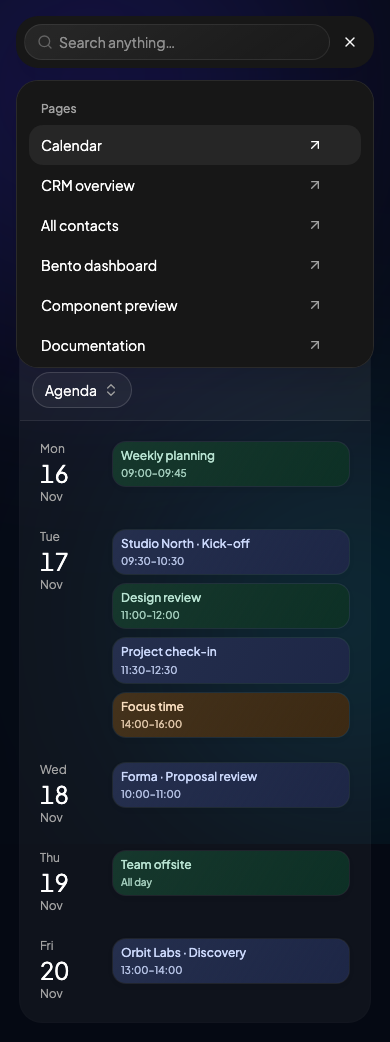 Search anything...
Pages
Calendar
CRM overview
All contacts
Bento dashboard
Component preview
Documentation
Agenda
Mon
16
Nov
Weekly planning
09:00–09:45
Tue
17
Nov
Studio North · Kick-off
09:30–10:30
Design review
11:00–12:00
Project check-in
11:30–12:30
Focus time
14:00–16:00
Wed
18
Nov
Forma · Proposal review
10:00–11:00
Thu
19
Nov
Team offsite
All day
Fri
20
Nov
Orbit Labs · Discovery
13:00–14:00